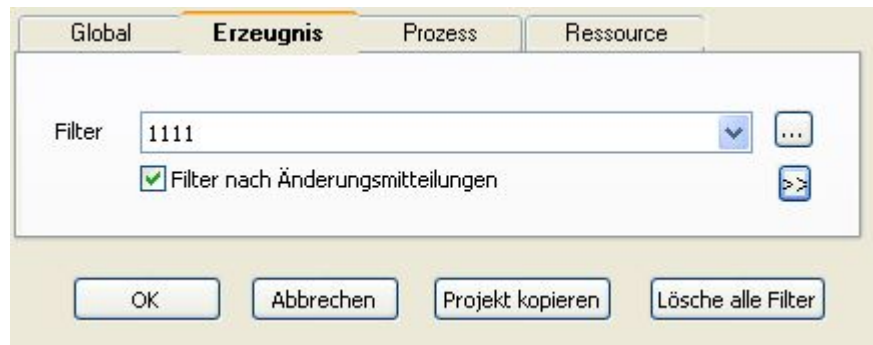 Global Erzeugnis Prozess Ressource
Filter 1111 ...
Filter nach Änderungsmitteilungen >>
OK Abbrechen Projekt kopieren Lösche alle Filter